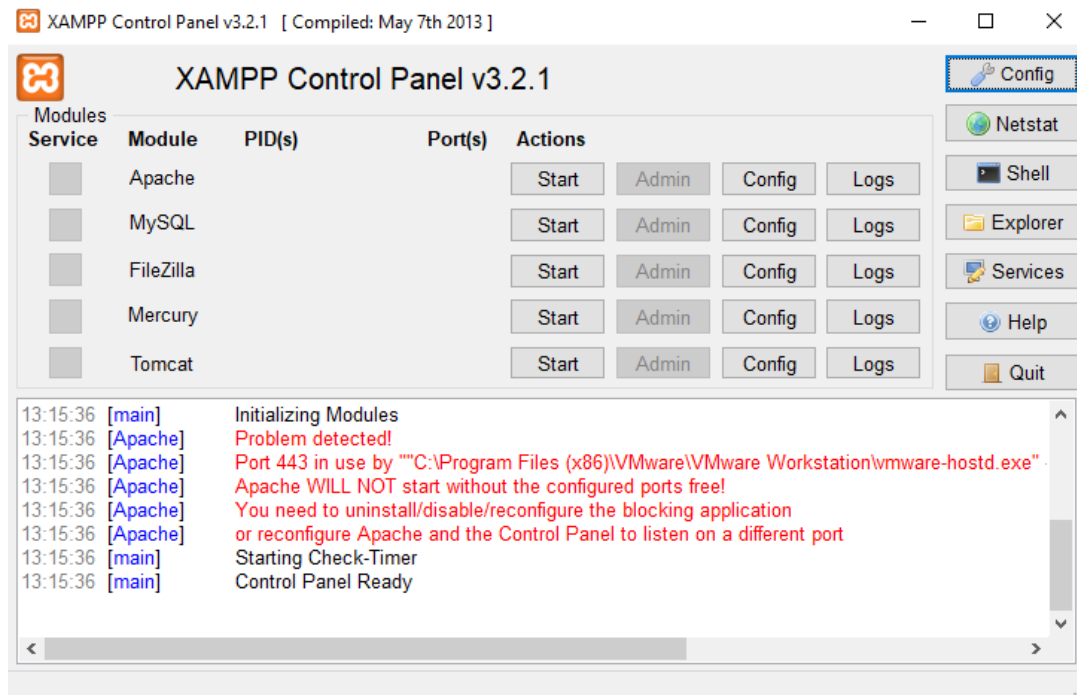 XAMPP Control Panel v3.2.1 [ Compiled: May 7th 2013 ]
XAMPP Control Panel v3.2.1
Config
Modules
Netstat
Service Module PID(s) Port(s) Actions
Apache Start Admin Config Logs
Shell
MySQL Start Admin Config Logs
Explorer
FileZilla Start Admin Config Logs
Services
Mercury Start Admin Config Logs
Help
Tomcat Start Admin Config Logs
Quit
13:15:36 [main] Initializing Modules
13:15:36 [Apache] Problem detected!
13:15:36 [Apache] Port 443 in use by ""C:\Program Files (x86)\VMware\VMware Workstation\vmware-hostd.exe"
13:15:36 [Apache] Apache WILL NOT start without the configured ports free!
13:15:36 [Apache] You need to uninstall/disable/reconfigure the blocking application
13:15:36 [Apache] or reconfigure Apache and the Control Panel to listen on a different port
13:15:36 [main] Starting Check-Timer
13:15:36 [main] Control Panel Ready